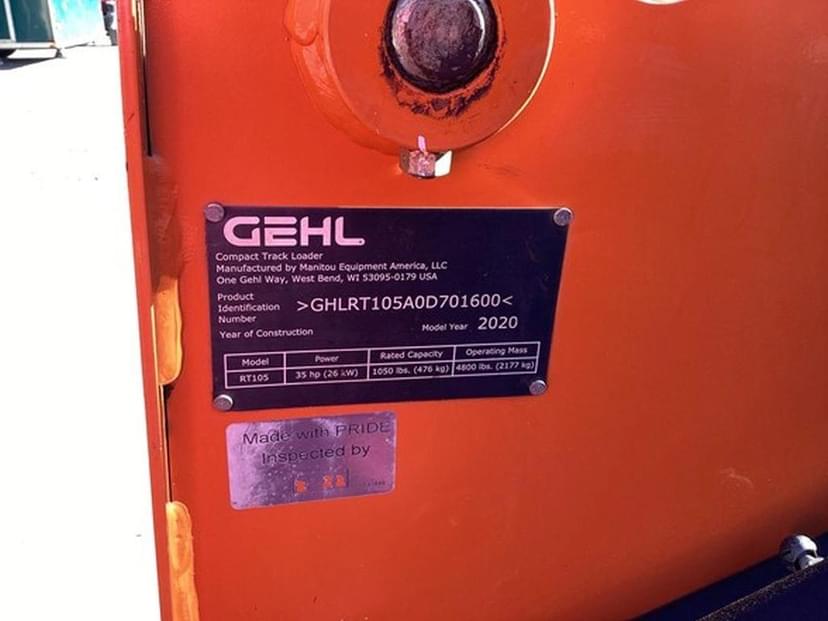 GEHL
Compact Track Loader
Manufactured by Manitou Equipment America, LLC
One Gehl Way, West Bend, WI 53095-0179 USA
Product
Identification
Number
>GHLRT105A0D701600<
Year of Construction
Model Year 2020
Model Power Rated Capacity Operating Mass
RT105 35 hp (26 kW) 1050 lbs. (476 kg) 4800 lbs. (2177 kg)
Made with PRIDE
Inspected by